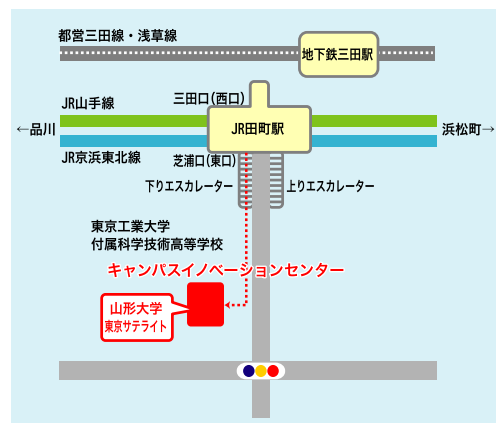 都営三田線・浅草線
地下鉄三田駅
JR山手線
三田口(西口)
←品川
JR田町駅
浜松町→
JR京浜東北線
芝浦口(東口)
下りエスカレーター
上りエスカレーター
東京工業大学
付属科学技術高等学校
キャンパスイノベーションセンター
山形大学
東京サテライト